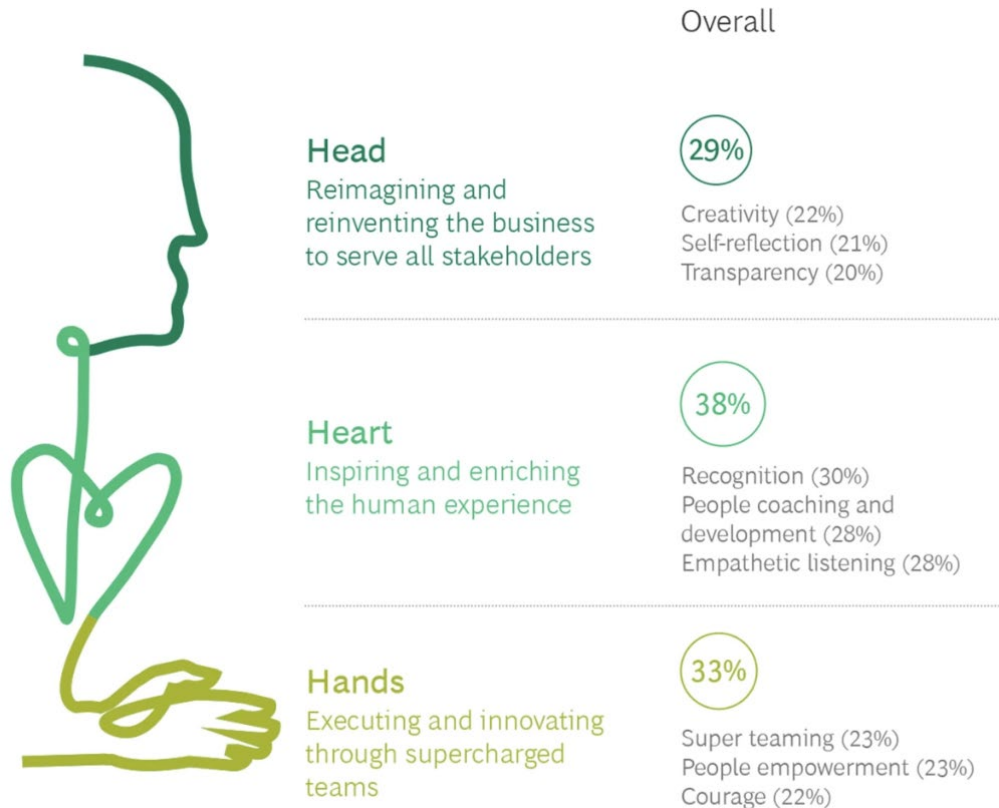 Overall
Head
Reimagining and
reinventing the business
to serve all stakeholders
29%
Creativity (22%)
Self-reflection (21%)
Transparency (20%)
Heart
Inspiring and enriching
the human experience
38%
Recognition (30%)
People coaching and
development (28%)
Empathetic listening (28%)
Hands
Executing and innovating
through supercharged
teams
33%
Super teaming (23%)
People empowerment (23%)
Courage (22%)